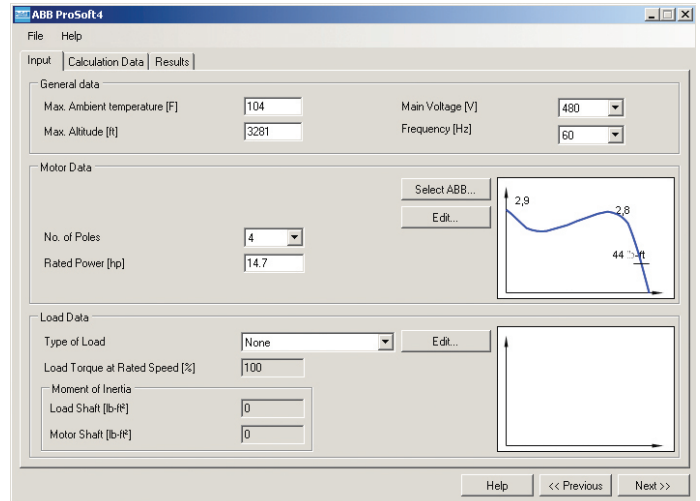 ABB ProSoft4
File Help
Input Calculation Data Results
General data
Max. Ambient temperature [F] 104 Main Voltage [V] 480
Max. Altitude [ft] 3281 Frequency [Hz] 60
Motor Data
Select ABB...
Edit...
2,9
2,8
44 lb-ft
No. of Poles 4
Rated Power [hp] 14.7
Load Data
Type of Load None Edit...
Load Torque at Rated Speed [%] 100
Moment of Inertia
Load Shaft [lb-ft²] 0
Motor Shaft [lb-ft²] 0
Help << Previous Next >>